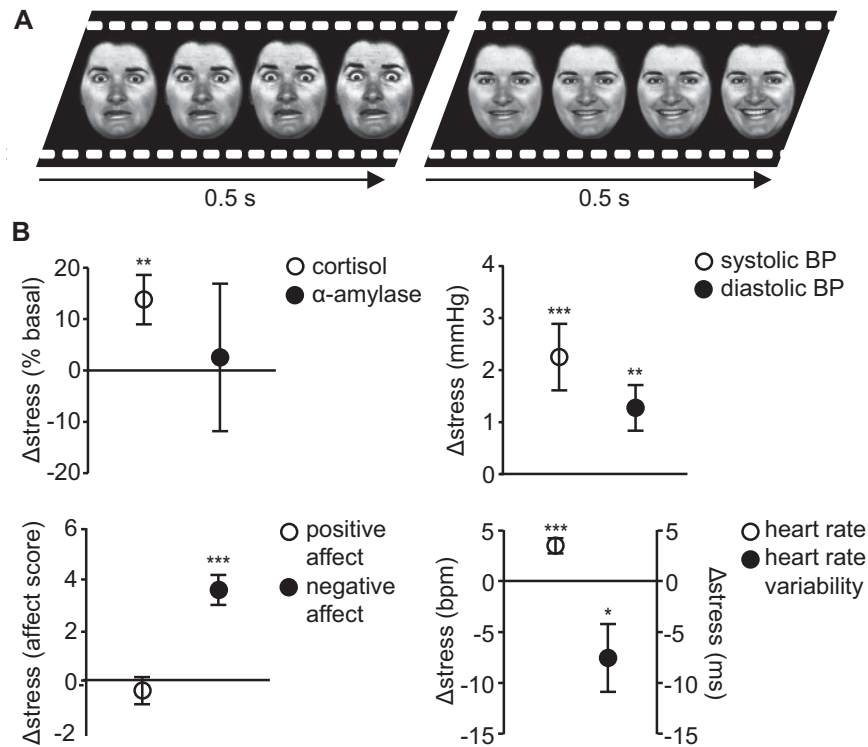 A
0.5 s
0.5 s
B
20
10
0
-10
-20
Δstress (% basal)
**
cortisol
α-amylase
4
3
2
1
0
Δstress (mmHg)
***
**
systolic BP
diastolic BP
6
4
2
0
-2
Δstress (affect score)
***
positive
affect
negative
affect
5
0
-5
-10
-15
Δstress (bpm)
***
*
5
0
-5
-10
-15
Δstress (ms)
heart rate
heart rate
variability